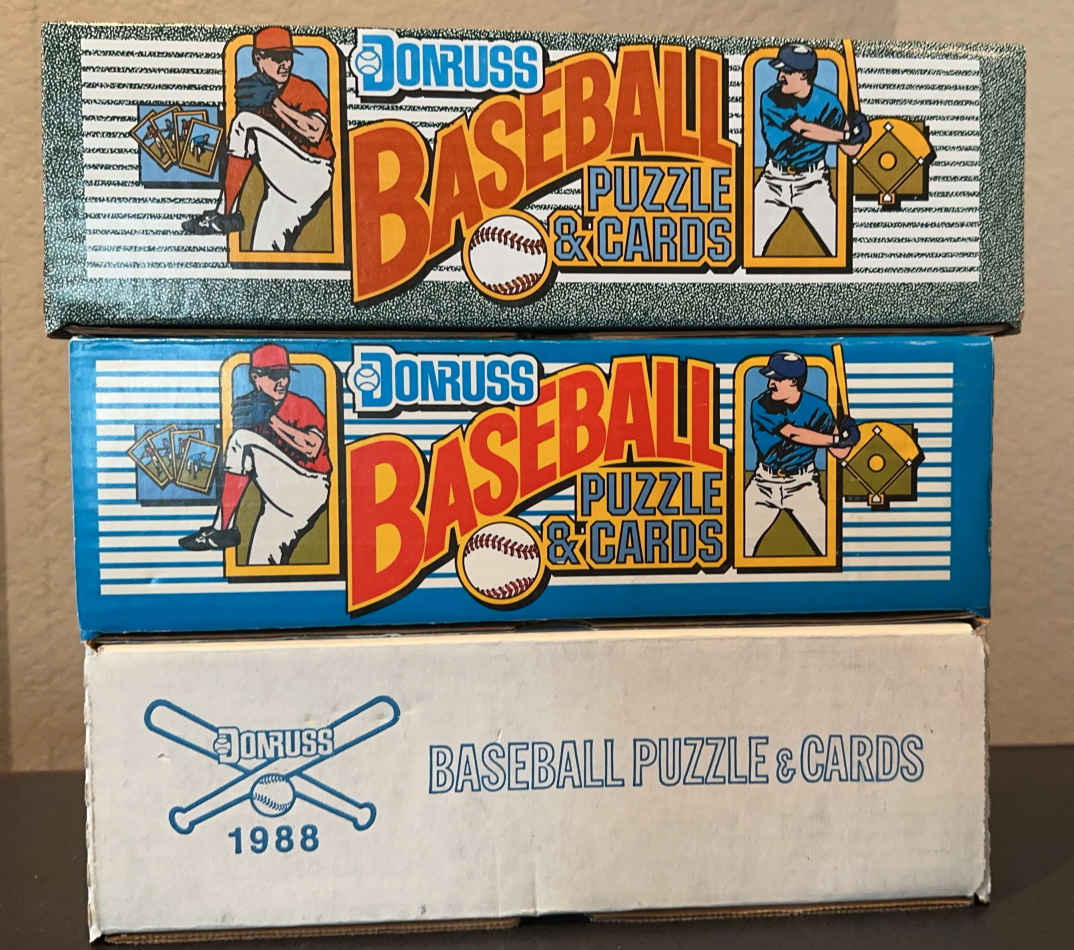 DONRUSS
BASEBALL
PUZZLE
& CARDS
DONRUSS
BASEBALL
PUZZLE
& CARDS
DONRUSS
1988
BASEBALL PUZZLE & CARDS